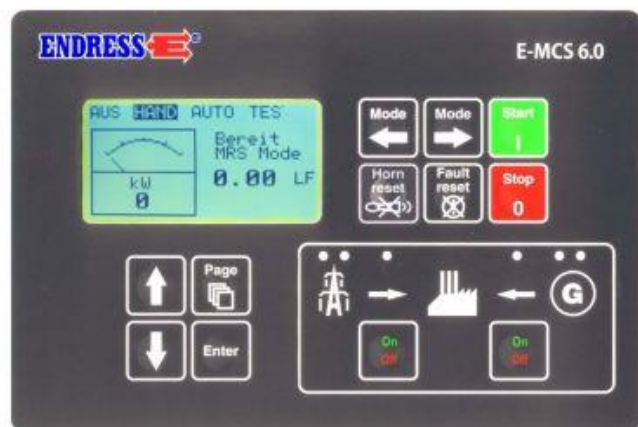 ENDRESS E®
E-MCS 6.0
AUS HAND AUTO TES
Bereit
MRS Mode
0.00 LF
kW
0
Mode
Mode
Start
I
Horn
reset
Fault
reset
Stop
0
Page
Enter
G
On
Off
On
Off